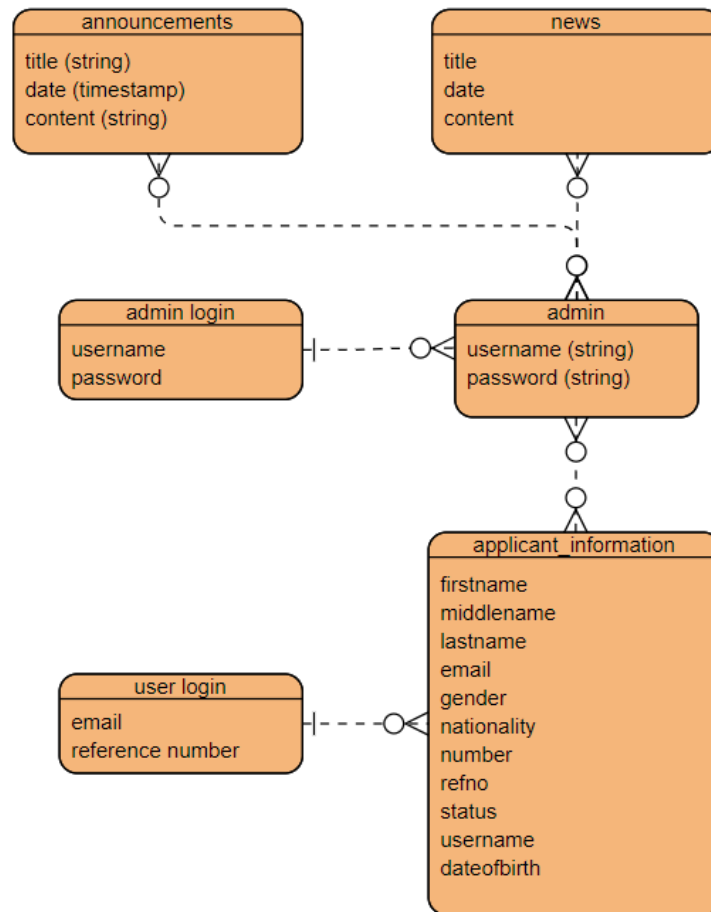 announcements
title (string)
date (timestamp)
content (string)
news
title
date
content
admin login
username
password
admin
username (string)
password (string)
applicant_information
firstname
middlename
lastname
email
gender
nationality
number
refno
status
username
dateofbirth
user login
email
reference number